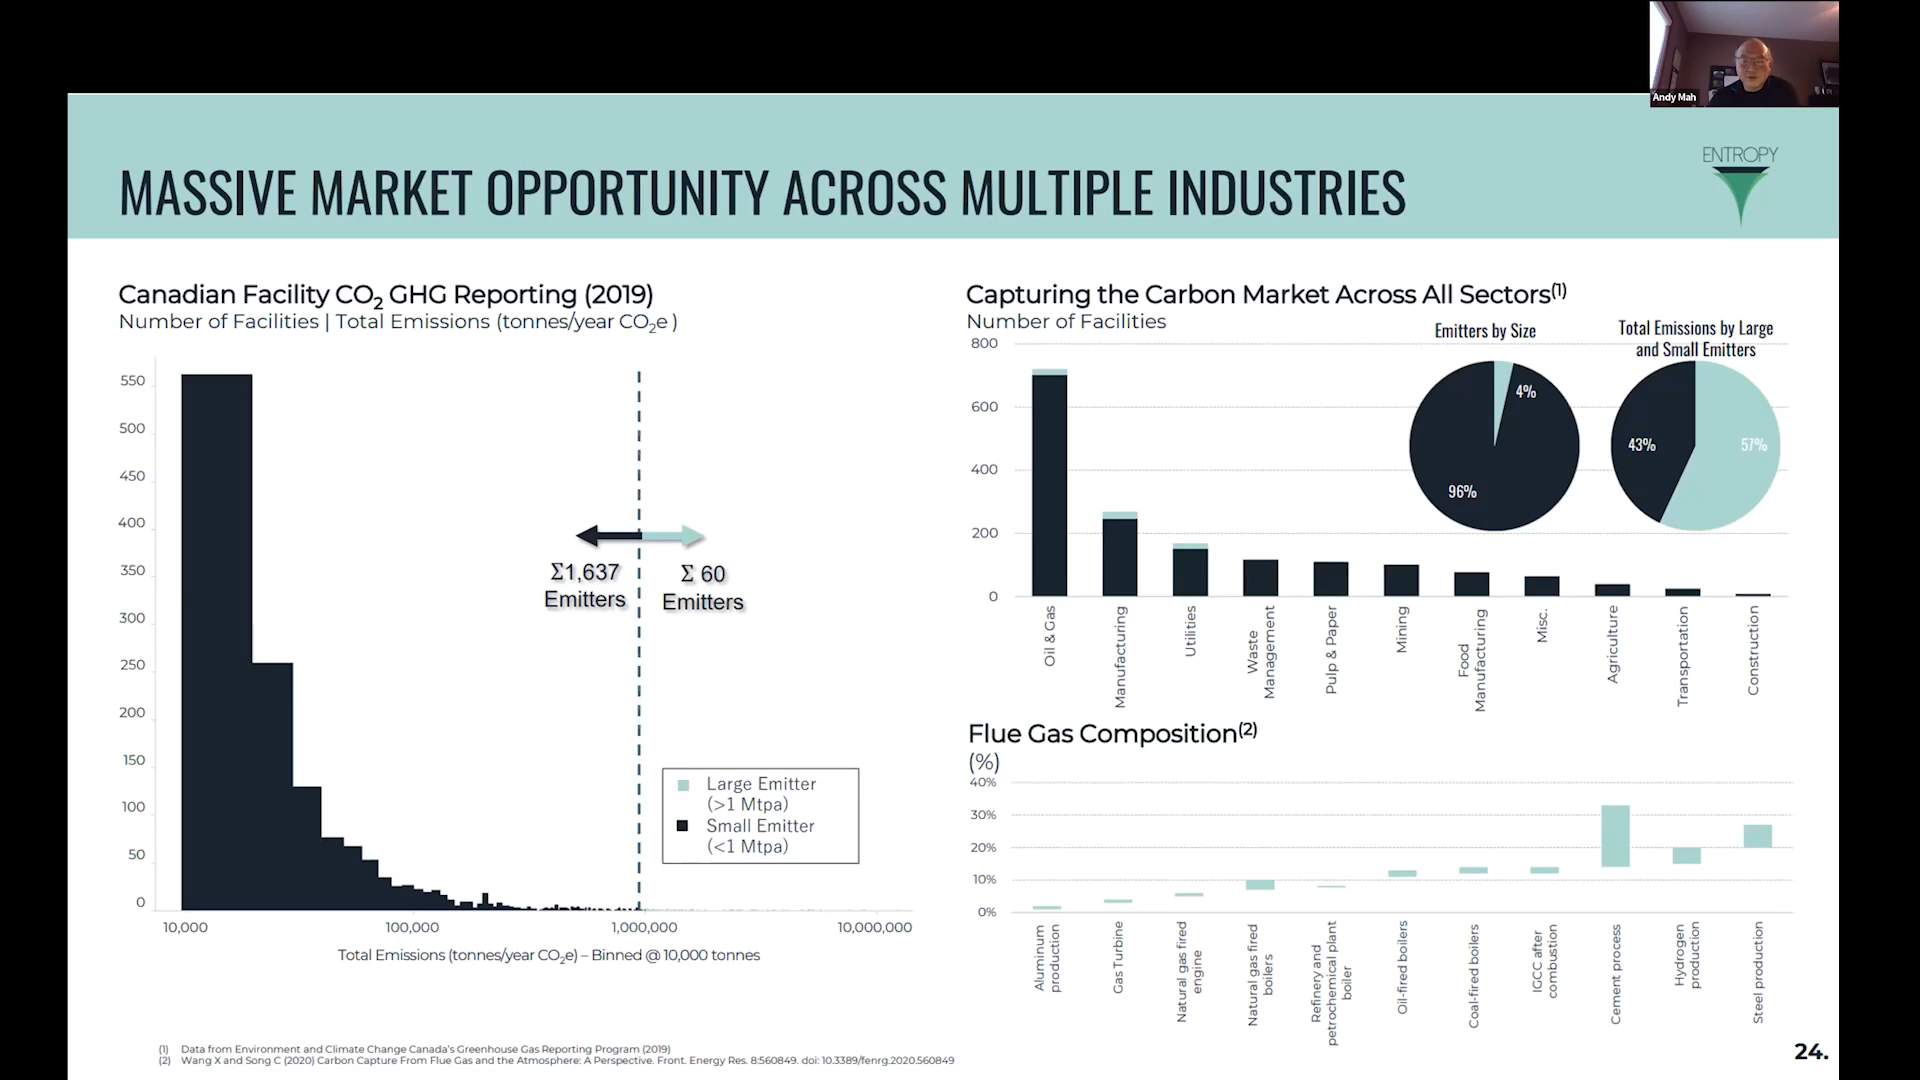 Andy Mah
ENTROPY
MASSIVE MARKET OPPORTUNITY ACROSS MULTIPLE INDUSTRIES
Canadian Facility CO2 GHG Reporting (2019)
Number of Facilities | Total Emissions (tonnes/year CO2e )
550
500
450
400
350
300
250
200
150
100
50
0
Σ1,637
Emitters
Σ 60
Emitters
Large Emitter
(>1 Mtpa)
Small Emitter
(<1 Mtpa)
10,000
100,000
1,000,000
10,000,000
Total Emissions (tonnes/year CO2e) – Binned @ 10,000 tonnes
Capturing the Carbon Market Across All Sectors(1)
Number of Facilities
800
600
400
200
0
Emitters by Size
4%
96%
Total Emissions by Large
and Small Emitters
43%
57%
Oil & Gas
Manufacturing
Utilities
Waste
Management
Pulp & Paper
Mining
Food
Manufacturing
Misc.
Agriculture
Transportation
Construction
Flue Gas Composition(2)
(%)
40%
30%
20%
10%
0%
Aluminum
production
Gas Turbine
Natural gas fired
engine
Natural gas fired
boilers
Refinery and
petrochemical plant
boiler
Oil-fired boilers
Coal-fired boilers
IGCC after
combustion
Cement process
Hydrogen
production
Steel production
(1) Data from Environment and Climate Change Canada's Greenhouse Gas Reporting Program (2019)
(2) Wang X and Song C (2020) Carbon Capture From Flue Gas and the Atmosphere: A Perspective. Front. Energy Res. 8:560849. doi: 10.3389/fenrg.2020.560849
24.